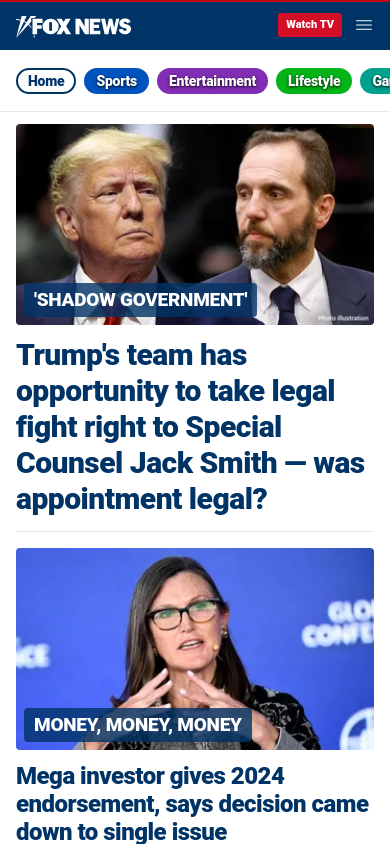 FOX NEWS
Watch TV
Home
Sports
Entertainment
Lifestyle
Ga
'SHADOW GOVERNMENT'
Photo illustration
Trump's team has
opportunity to take legal
fight right to Special
Counsel Jack Smith — was
appointment legal?
GLO
CONFE
CE
MONEY, MONEY, MONEY
Mega investor gives 2024
endorsement, says decision came
down to single issue